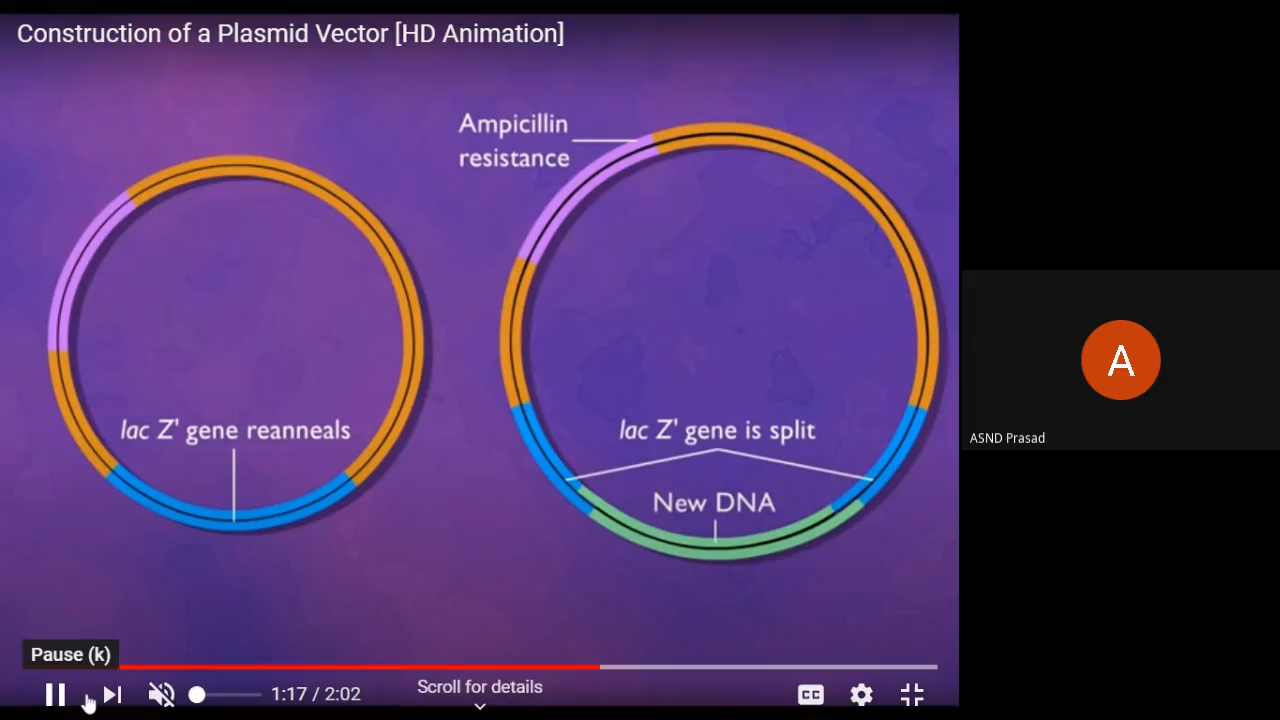 Construction of a Plasmid Vector [HD Animation]
Ampicillin
resistance
lac Z' gene reanneals
lac Z' gene is split
New DNA
A
ASND Prasad
Pause (k)
1:17 / 2:02
Scroll for details
CC